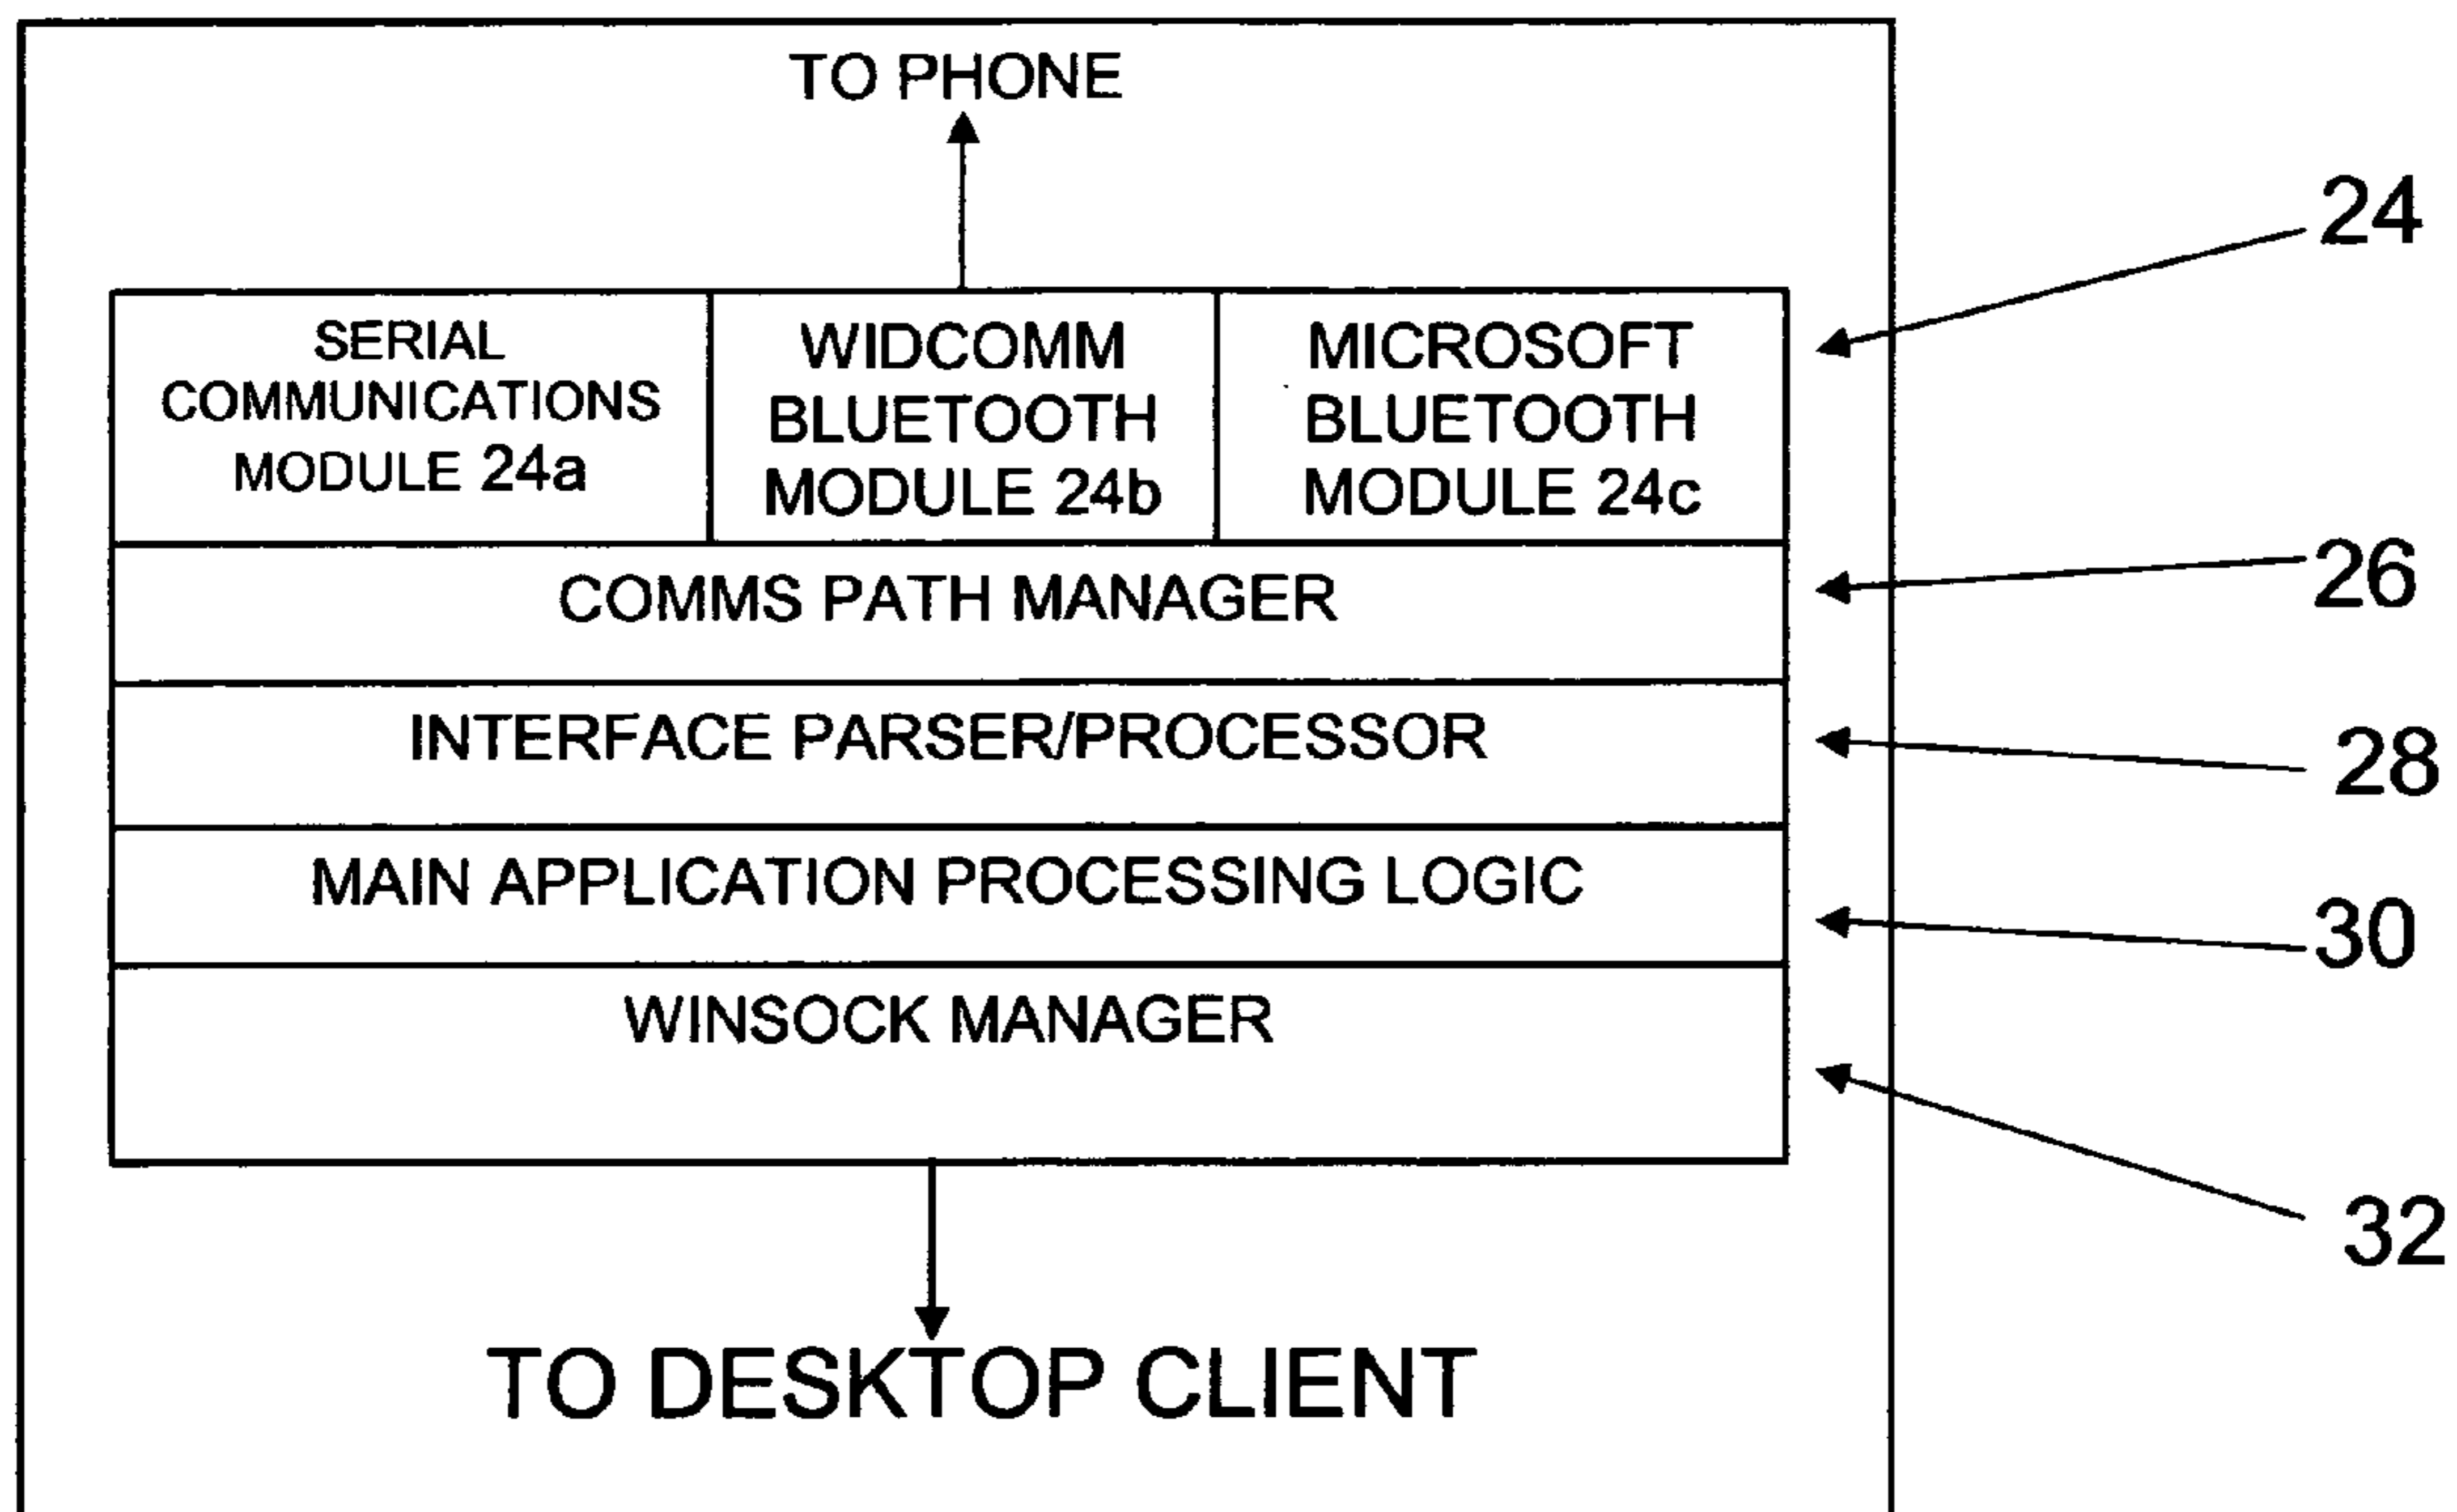 TO PHONE
24
SERIAL
COMMUNICATIONS
MODULE 24a
WIDCOMM
BLUETOOTH
MODULE 24b
MICROSOFT
BLUETOOTH
MODULE 24c
COMMS PATH MANAGER
26
INTERFACE PARSER/PROCESSOR
28
MAIN APPLICATION PROCESSING LOGIC
30
WINSOCK MANAGER
32
TO DESKTOP CLIENT